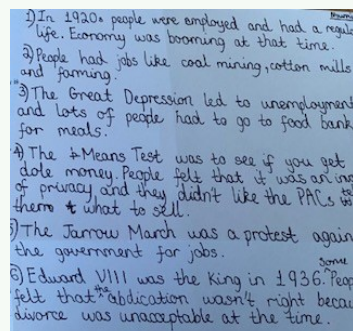 1) In 1920s people were employed and had a regula
life. Economy was booming at that time.
2) People had jobs like coal mining, cotton mills
and farming.
3) The Great Depression led to unemploymen
and lots of people had to go to food bank
for meals.
4) The Means Test was to see if you get
dole money. People felt that it was an inv
of privacy and they didn't like the PACs to
them & what to sell.
5) The Jarrow March was a protest again
the government for jobs.
some
6) Edward VIII was the King in 1936. Peop
felt that the abdication wasn't right becau
divorce was unacceptable at the time.